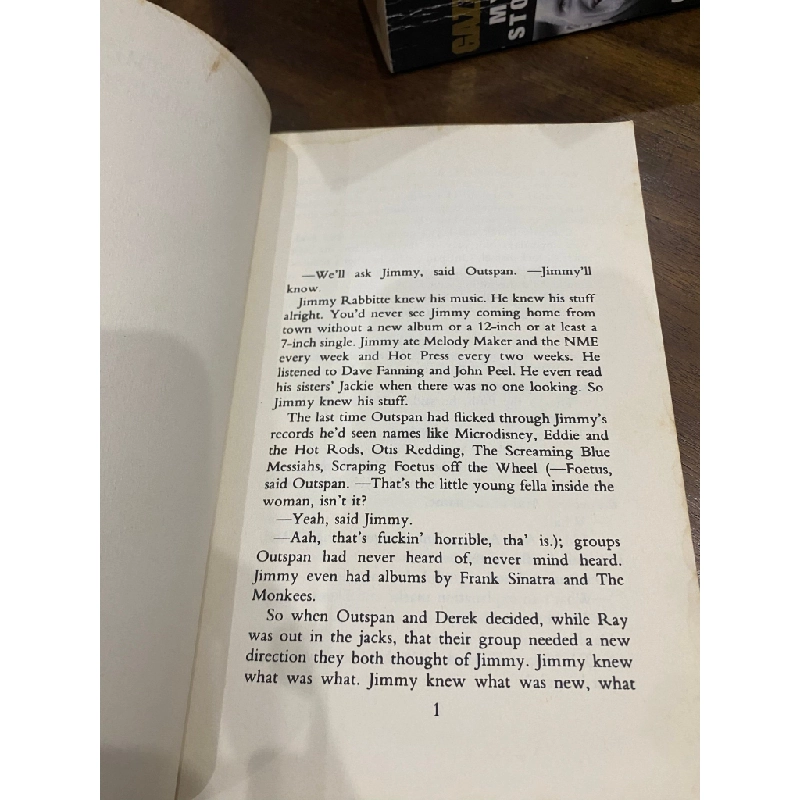 GAZ
MY
STO
—We'll ask Jimmy, said Outspan. —Jimmy'll
know.
Jimmy Rabbitte knew his music. He knew his stuff
alright. You'd never see Jimmy coming home from
town without a new album or a 12-inch or at least a
7-inch single. Jimmy ate Melody Maker and the NME
every week and Hot Press every two weeks. He
listened to Dave Fanning and John Peel. He even read
his sisters' Jackie when there was no one looking. So
Jimmy knew his stuff.
The last time Outspan had flicked through Jimmy's
records he'd seen names like Microdisney, Eddie and
the Hot Rods, Otis Redding, The Screaming Blue
Messiahs, Scraping Foetus off the Wheel (—Foetus,
said Outspan. —That's the little young fella inside the
woman, isn't it?
—Yeah, said Jimmy.
—Aah, that's fuckin' horrible, tha' is.); groups
Outspan had never heard of, never mind heard.
Jimmy even had albums by Frank Sinatra and The
Monkees.
So when Outspan and Derek decided, while Ray
was out in the jacks, that their group needed a new
direction they both thought of Jimmy. Jimmy knew
what was what. Jimmy knew what was new, what
1